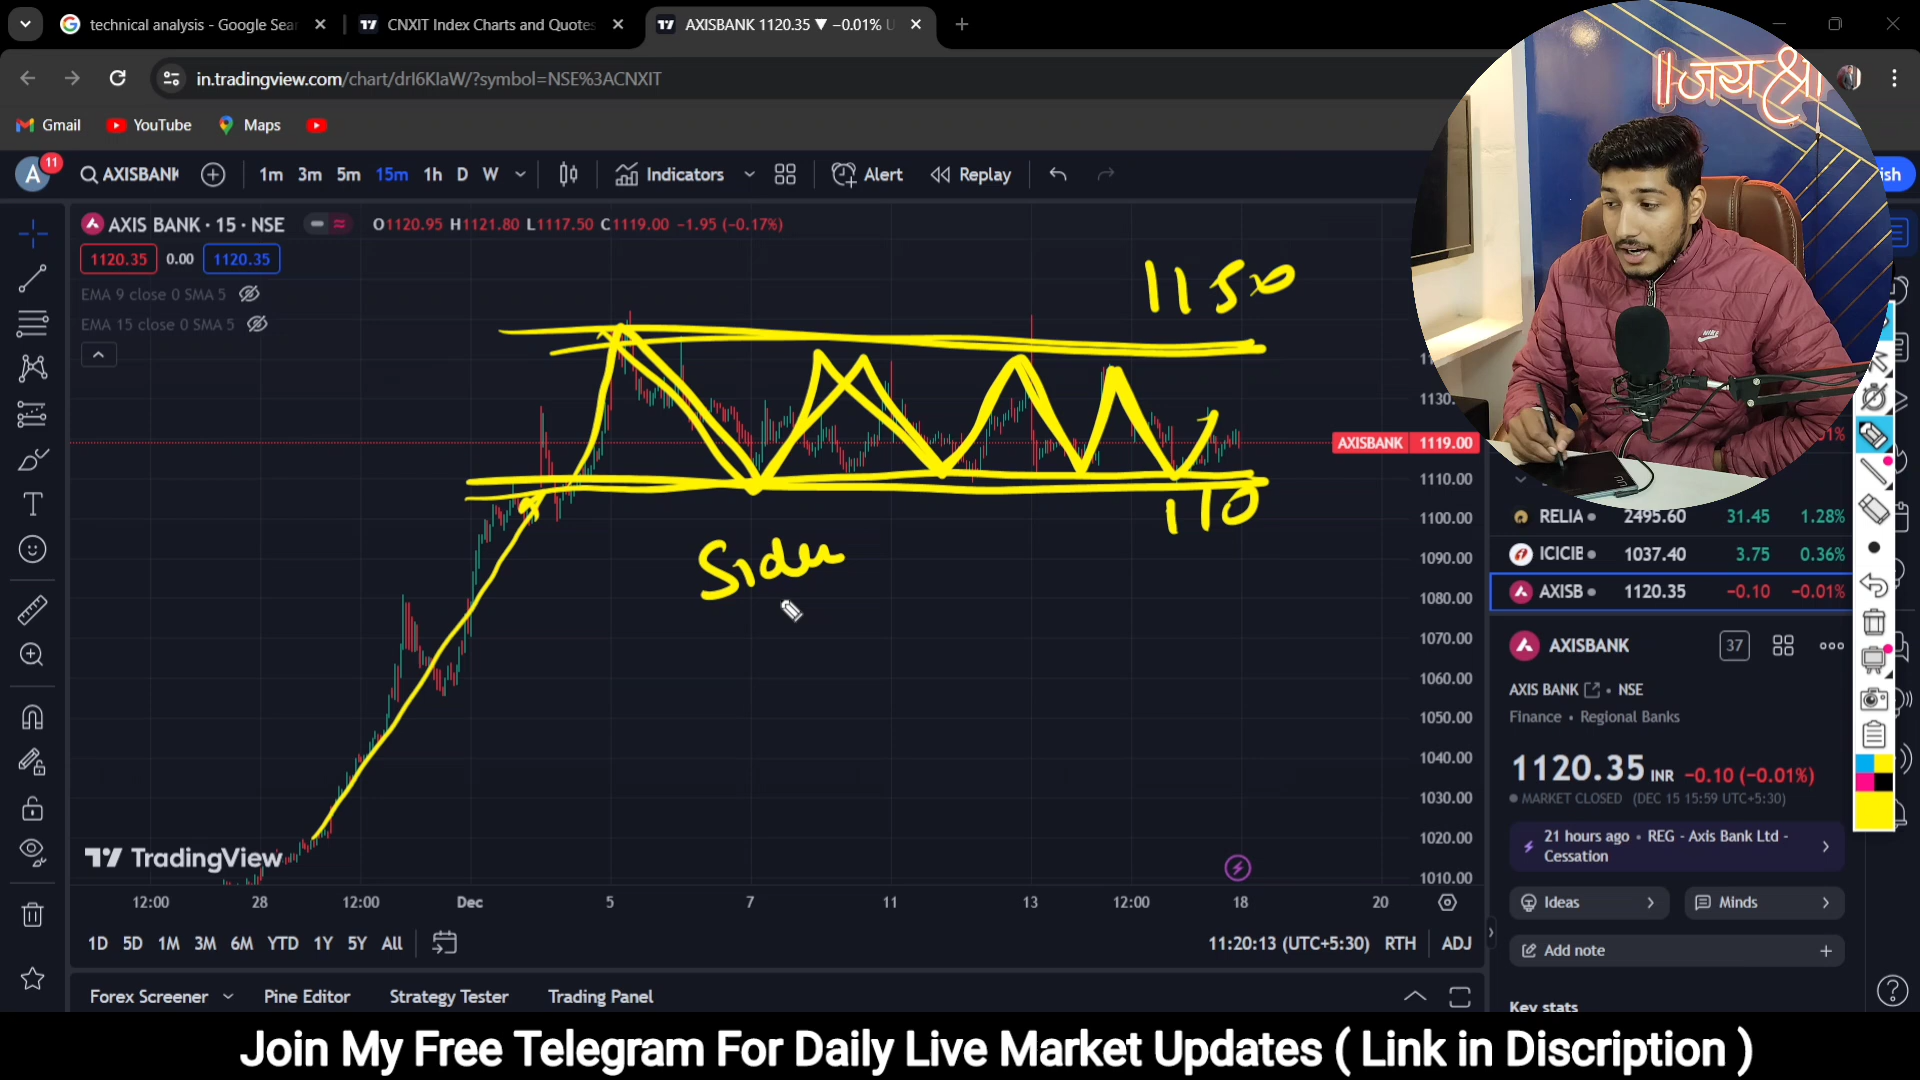 technical analysis - Google Sear
CNXIT Index Charts and Quotes
AXISBANK 1120.35 ▼ −0.01% U
in.tradingview.com/chart/drI6KIaW/?symbol=NSE%3ACNXIT
Gmail YouTube Maps
॥जय श्री
A 11 AXISBANK 1m 3m 5m 15m 1h D W Indicators Alert Replay ish
AXIS BANK · 15 · NSE O1120.95 H1121.80 L1117.50 C1119.00 −1.95 (−0.17%)
1120.35 0.00 1120.35
EMA 9 close 0 SMA 5
EMA 15 close 0 SMA 5
1150
1130.
AXISBANK 1119.00
1110.00
1100.00
1090.00
1080.00
1070.00
1060.00
1050.00
1040.00
1030.00
1020.00
1010.00
110
Side
TradingView
12:00 28 12:00 Dec 5 7 11 13 12:00 18 20
1D 5D 1M 3M 6M YTD 1Y 5Y All 11:20:13 (UTC+5:30) RTH ADJ
Forex Screener Pine Editor Strategy Tester Trading Panel
NIKE
RELIA 2495.60 31.45 1.28%
ICICIB 1037.40 3.75 0.36%
AXISB 1120.35 −0.10 −0.01%
AXISBANK 37
AXIS BANK • NSE
Finance • Regional Banks
1120.35 INR −0.10 (−0.01%)
MARKET CLOSED (DEC 15 15:59 UTC+5:30)
21 hours ago • REG - Axis Bank Ltd -
Cessation
Ideas Minds
Add note
Key stats
Join My Free Telegram For Daily Live Market Updates ( Link in Discription )